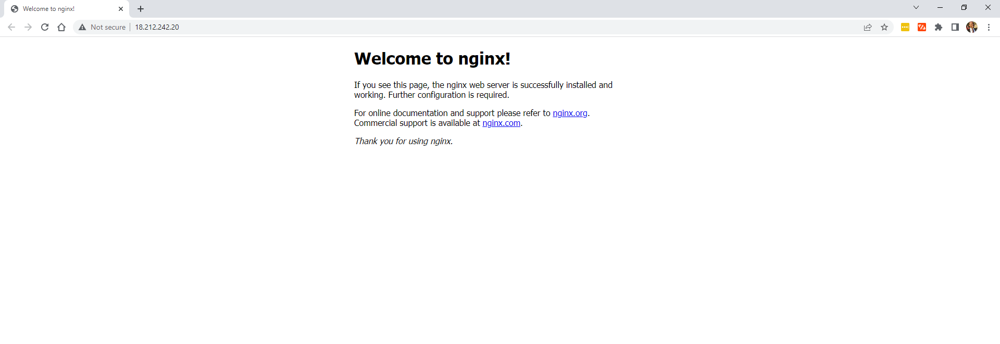 Welcome to nginx!
Not secure
18.212.242.20
Welcome to nginx!
If you see this page, the nginx web server is successfully installed and
working. Further configuration is required.
For online documentation and support please refer to nginx.org.
Commercial support is available at nginx.com.
Thank you for using nginx.